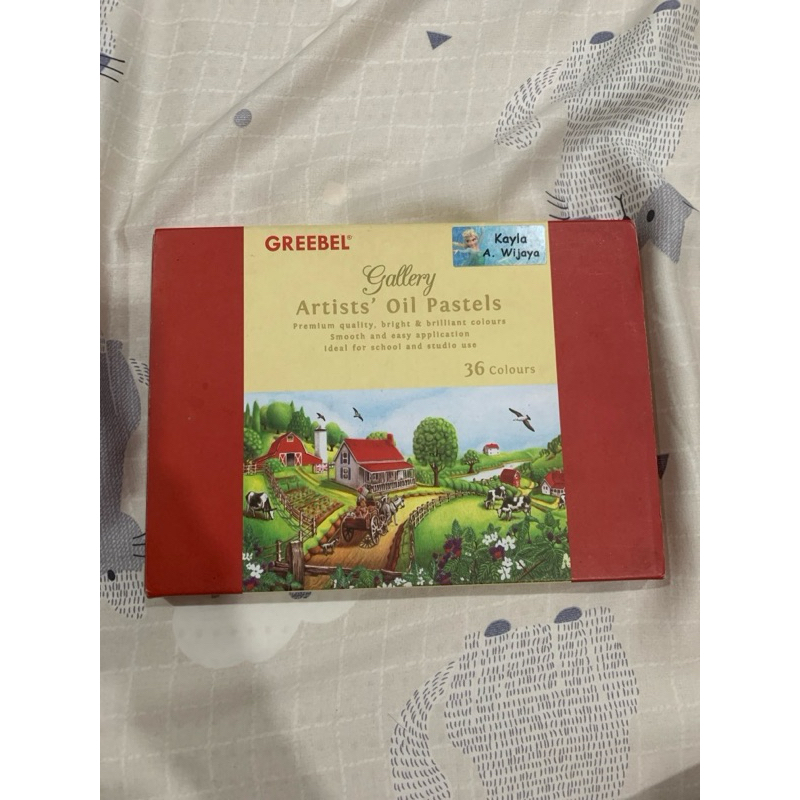 GREEBEL®
Kayla
A. Wijaya
Gallery
Artists' Oil Pastels
Premium quality, bright & brilliant colours
Smooth and easy application
Ideal for school and studio use
36 Colours